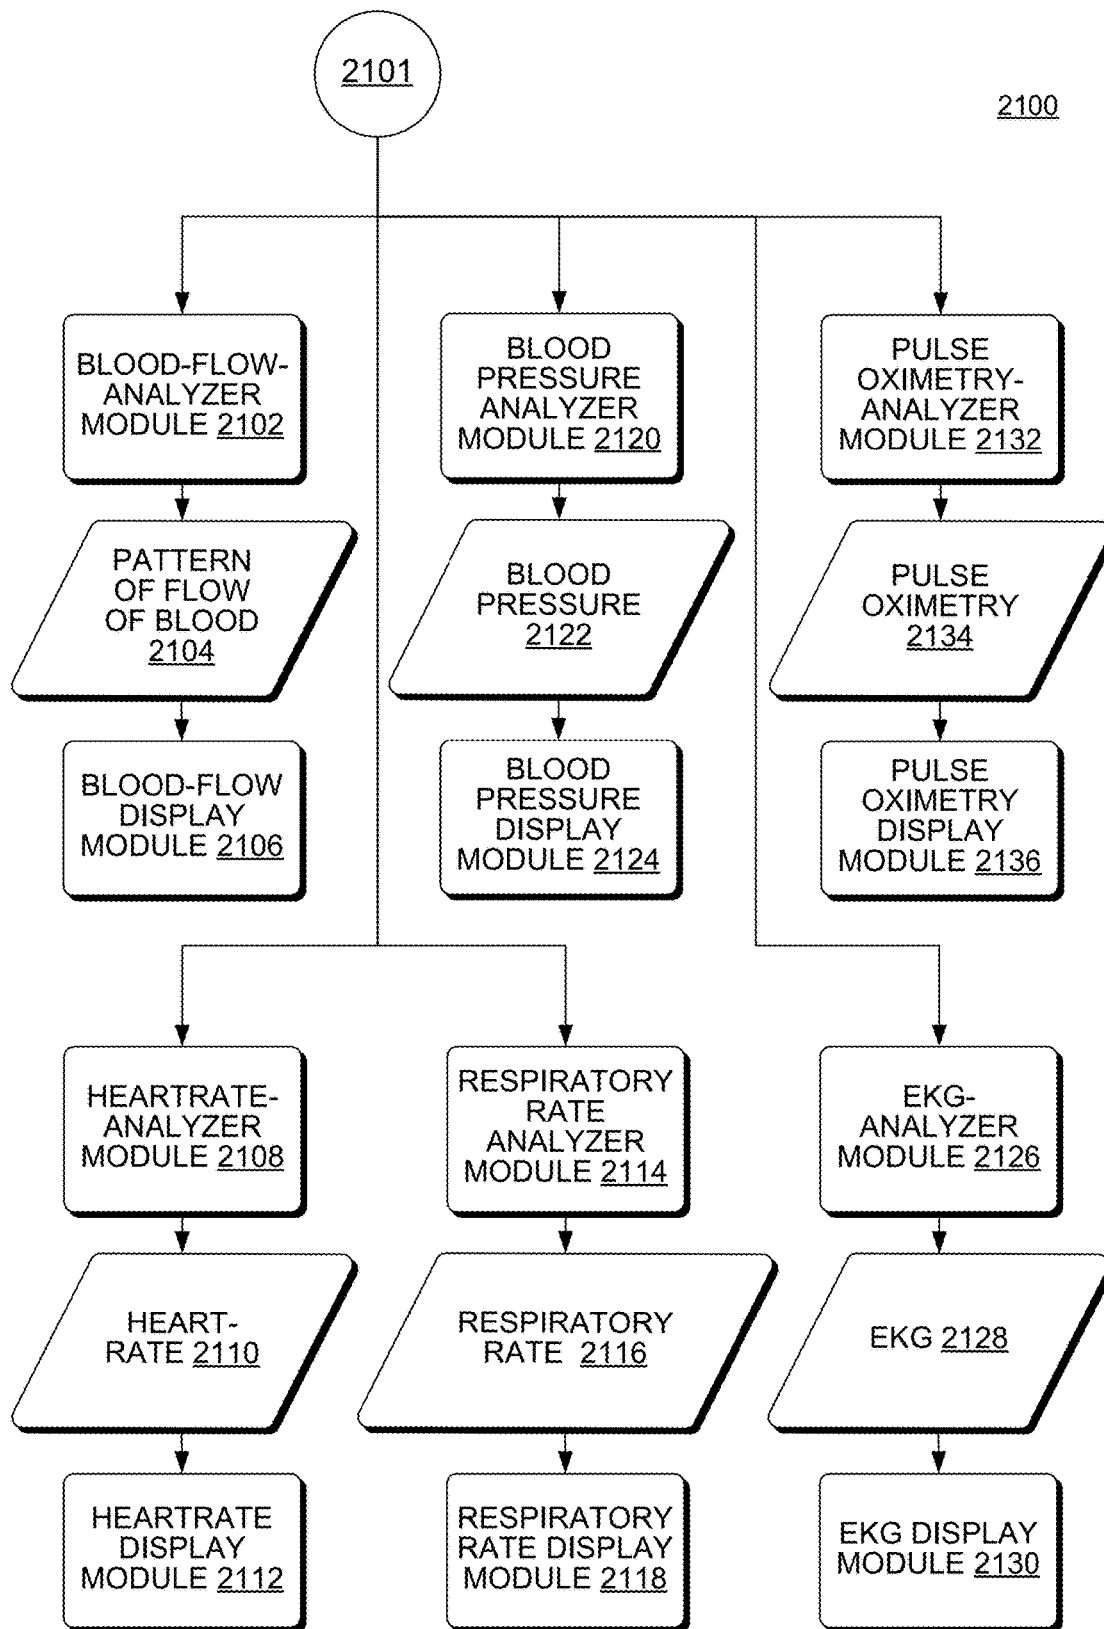 2101
2100
BLOOD-FLOW-
ANALYZER
MODULE 2102
BLOOD
PRESSURE
ANALYZER
MODULE 2120
PULSE
OXIMETRY-
ANALYZER
MODULE 2132
PATTERN
OF FLOW
OF BLOOD
2104
BLOOD
PRESSURE
2122
PULSE
OXIMETRY
2134
BLOOD-FLOW
DISPLAY
MODULE 2106
BLOOD
PRESSURE
DISPLAY
MODULE 2124
PULSE
OXIMETRY
DISPLAY
MODULE 2136
HEARTRATE-
ANALYZER
MODULE 2108
RESPIRATORY
RATE
ANALYZER
MODULE 2114
EKG-
ANALYZER
MODULE 2126
HEART-
RATE 2110
RESPIRATORY
RATE 2116
EKG 2128
HEARTRATE
DISPLAY
MODULE 2112
RESPIRATORY
RATE DISPLAY
MODULE 2118
EKG DISPLAY
MODULE 2130